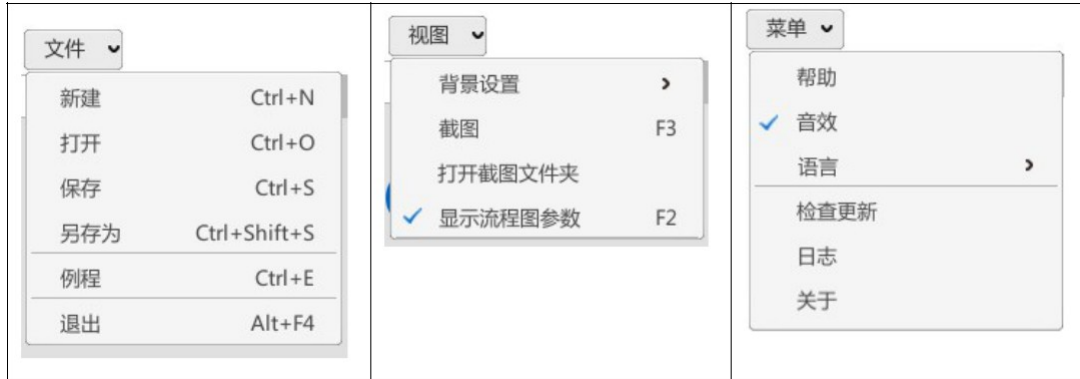 文件
新建 Ctrl+N
打开 Ctrl+O
保存 Ctrl+S
另存为 Ctrl+Shift+S
例程 Ctrl+E
退出 Alt+F4
视图
背景设置
截图 F3
打开截图文件夹
显示流程图参数 F2
菜单
帮助
音效
语言
检查更新
日志
关于